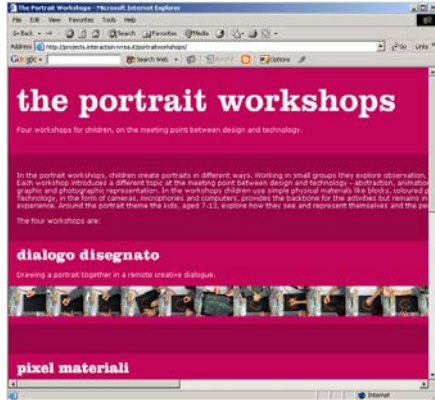 The Portrait Workshops - Microsoft Internet Explorer
File Edit View Favorites Tools Help
Back Search Favorites Media
Address http://projects.interaction-ivrea.it/portraitworkshops/ Go Links
Google Search Web Options
the portrait workshops
Four workshops for children, on the meeting point between design and technology.
In the portrait workshops, children create portraits in different ways. Working in small groups they explore observation,
Each workshop introduces a different topic at the meeting point between design and technology - abstraction, animation
graphic and photographic representation. In the workshops children use simple physical materials like blocks, coloured p
Technology, in the form of cameras, microphones and computers, provides the backbone for the activities but remains in
experience. Around the portrait theme the kids, aged 7-13, explore how they see and represent themselves and the pe
The four workshops are:
dialogo disegnato
Drawing a portrait together in a remote creative dialogue.
pixel materiali
Internet